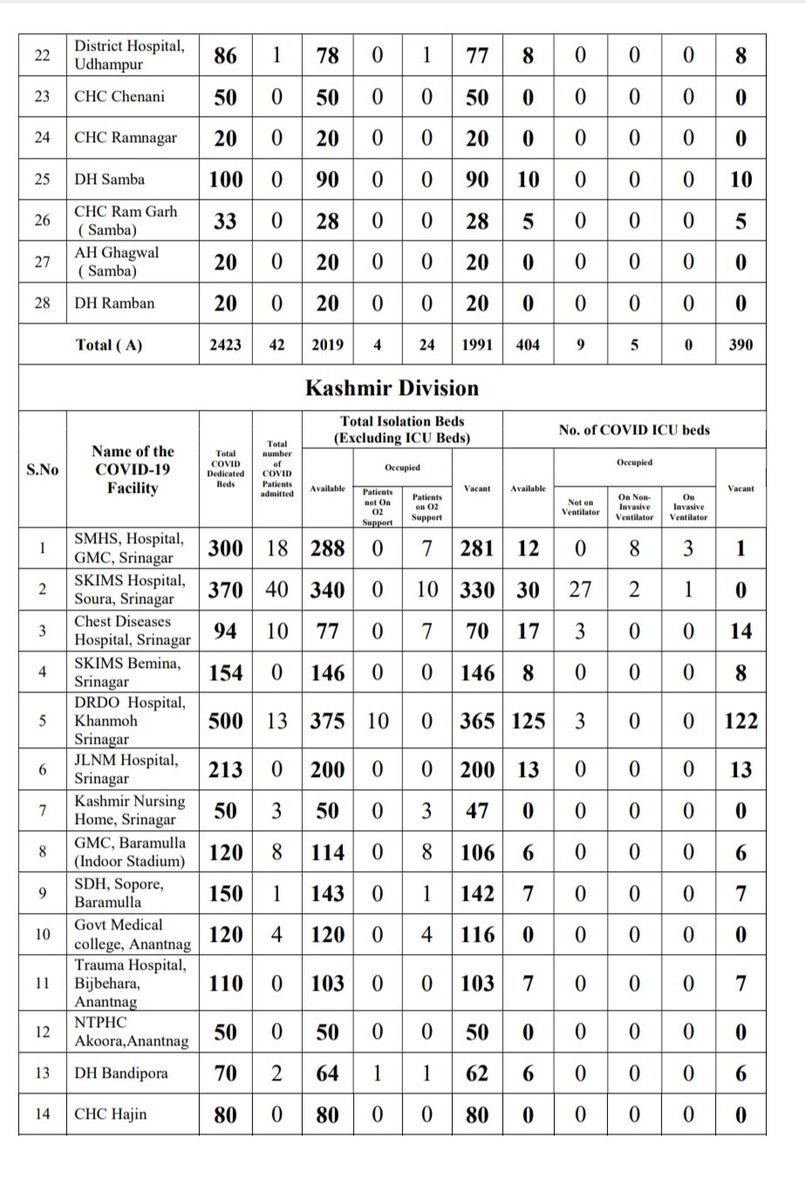 22 District Hospital, Udhampur 86 1 78 0 1 77 8 0 0 0 8
23 CHC Chenani 50 0 50 0 0 50 0 0 0 0 0
24 CHC Ramnagar 20 0 20 0 0 20 0 0 0 0 0
25 DH Samba 100 0 90 0 0 90 10 0 0 0 10
26 CHC Ram Garh ( Samba) 33 0 28 0 0 28 5 0 0 0 5
27 AH Ghagwal ( Samba) 20 0 20 0 0 20 0 0 0 0 0
28 DH Ramban 20 0 20 0 0 20 0 0 0 0 0
Total ( A) 2423 42 2019 4 24 1991 404 9 5 0 390
Kashmir Division
S.No
Name of the COVID-19 Facility
Total COVID Dedicated Beds
Total number of COVID Patients admitted
Total Isolation Beds (Excluding ICU Beds)
Available
Occupied
Patients not On O2 Support
Patients on O2 Support
Vacant
No. of COVID ICU beds
Available
Occupied
Not on Ventilator
On Non-Invasive Ventilator
On Invasive Ventilator
Vacant
1 SMHS, Hospital, GMC, Srinagar 300 18 288 0 7 281 12 0 8 3 1
2 SKIMS Hospital, Soura, Srinagar 370 40 340 0 10 330 30 27 2 1 0
3 Chest Diseases Hospital, Srinagar 94 10 77 0 7 70 17 3 0 0 14
4 SKIMS Bemina, Srinagar 154 0 146 0 0 146 8 0 0 0 8
5 DRDO Hospital, Khanmoh Srinagar 500 13 375 10 0 365 125 3 0 0 122
6 JLNM Hospital, Srinagar 213 0 200 0 0 200 13 0 0 0 13
7 Kashmir Nursing Home, Srinagar 50 3 50 0 3 47 0 0 0 0 0
8 GMC, Baramulla (Indoor Stadium) 120 8 114 0 8 106 6 0 0 0 6
9 SDH, Sopore, Baramulla 150 1 143 0 1 142 7 0 0 0 7
10 Govt Medical college, Anantnag 120 4 120 0 4 116 0 0 0 0 0
11 Trauma Hospital, Bijbehara, Anantnag 110 0 103 0 0 103 7 0 0 0 7
12 NTPHC Akoora,Anantnag 50 0 50 0 0 50 0 0 0 0 0
13 DH Bandipora 70 2 64 1 1 62 6 0 0 0 6
14 CHC Hajin 80 0 80 0 0 80 0 0 0 0 0